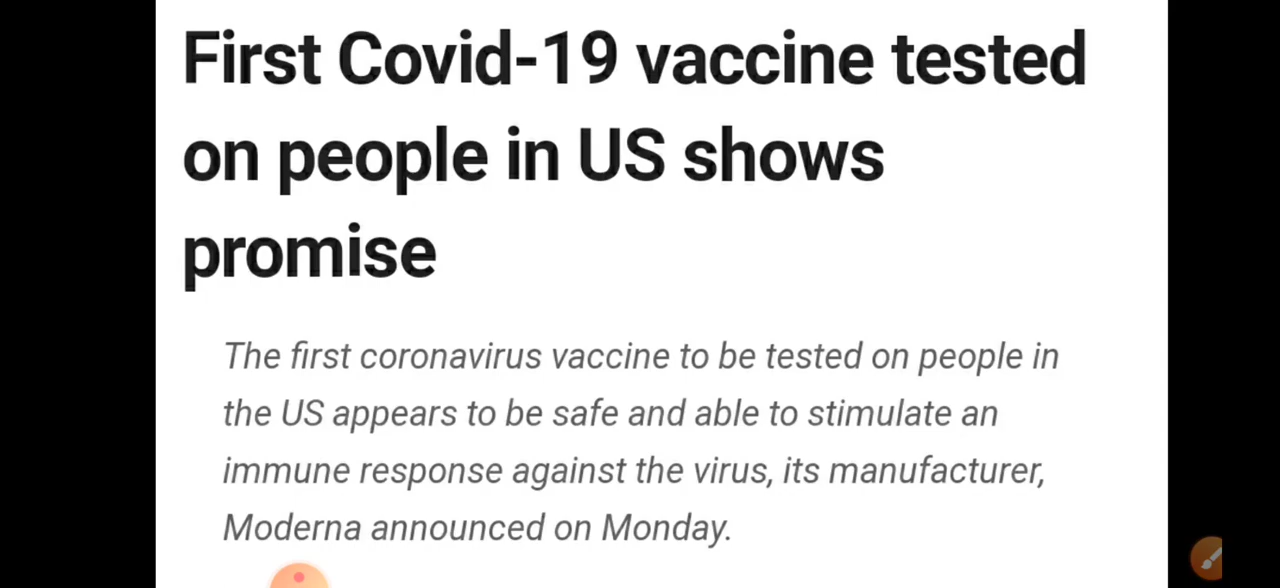 First Covid-19 vaccine tested
on people in US shows
promise
The first coronavirus vaccine to be tested on people in
the US appears to be safe and able to stimulate an
immune response against the virus, its manufacturer,
Moderna announced on Monday.